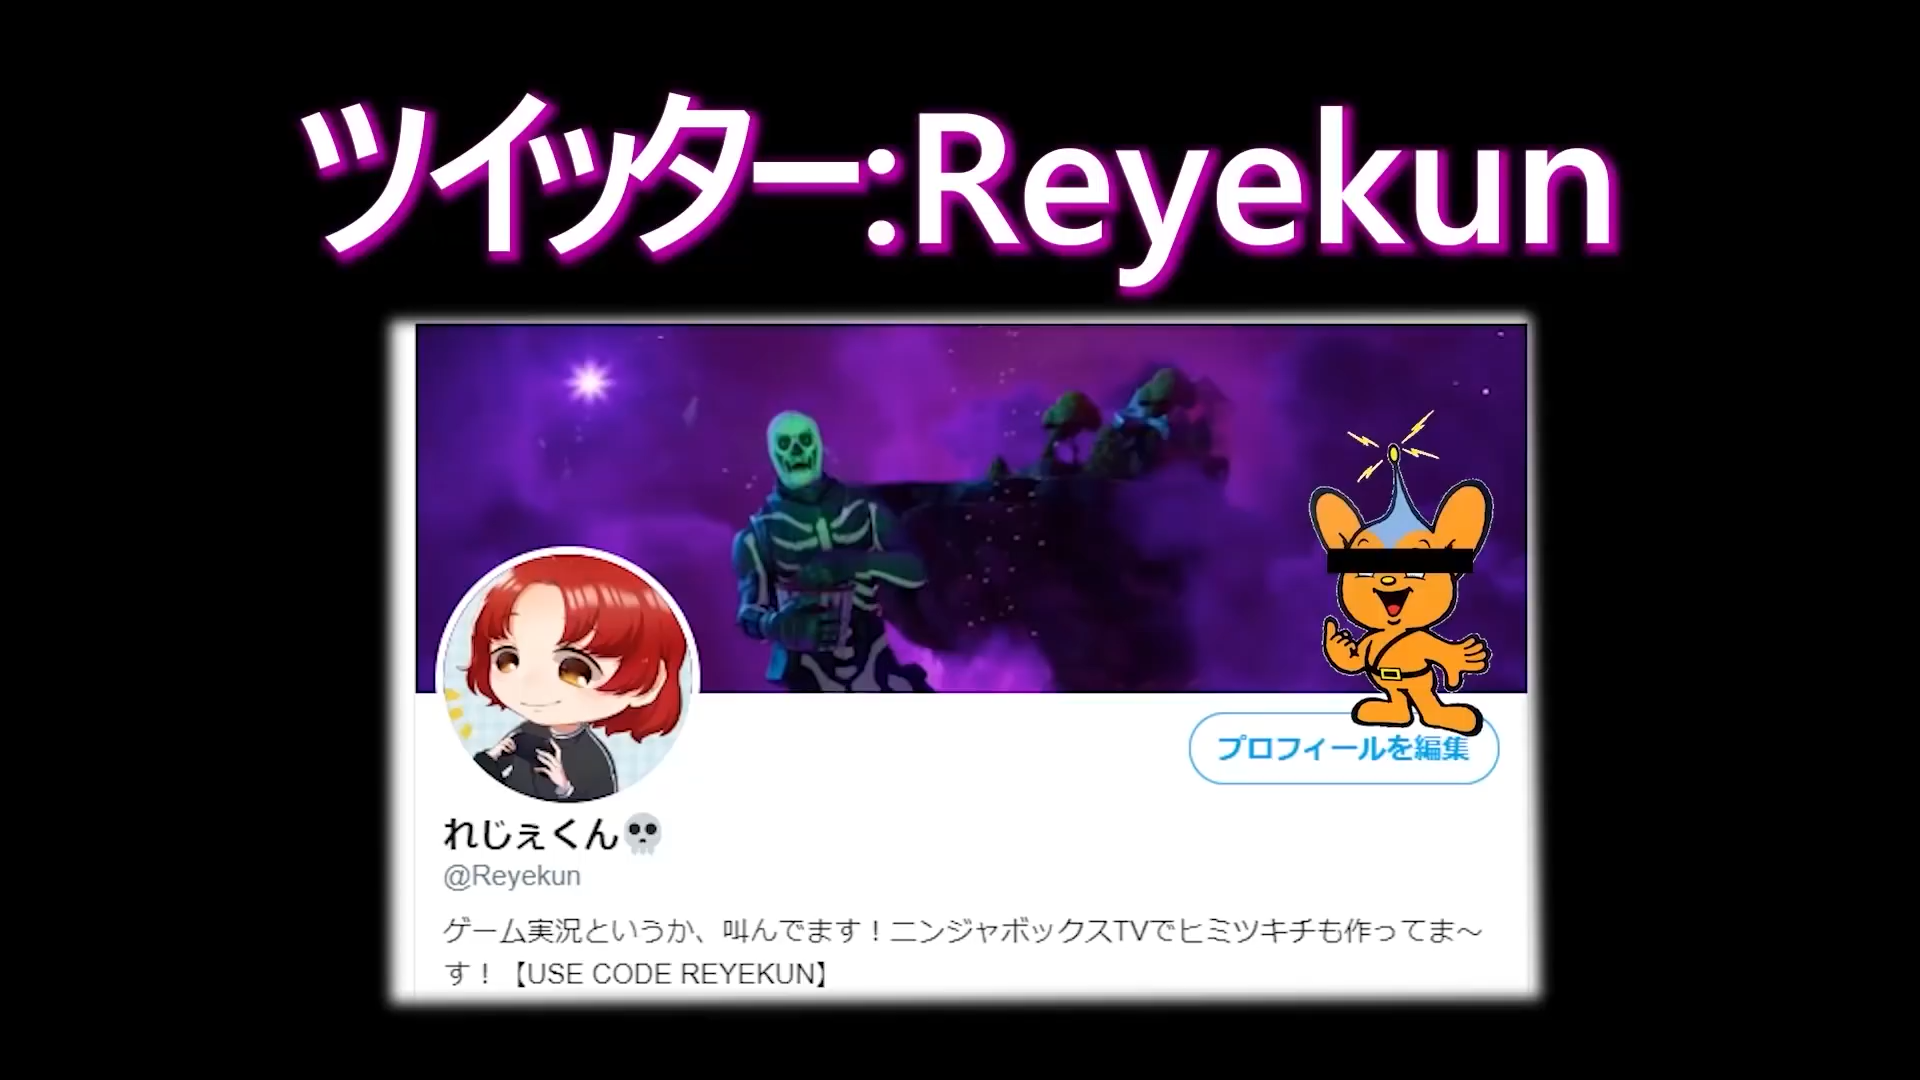 ツイッター:Reyekun
プロフィールを編集
れじぇくん💀
@Reyekun
ゲーム実況というか、叫んでます！ニンジャボックスTVでヒミツキチも作ってま〜
す！【USE CODE REYEKUN】